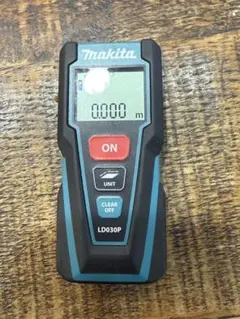 makita
0.000 m
ON
UNIT
CLEAR
OFF
LD030P